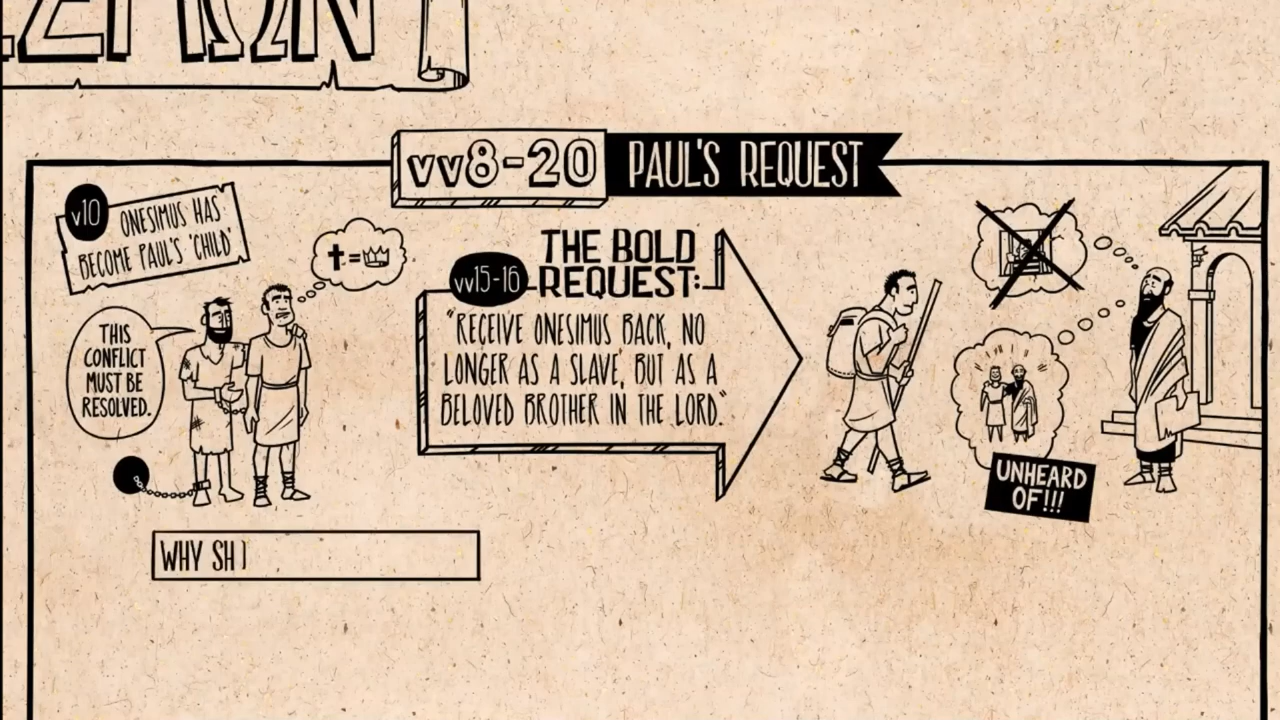 vv8-20 PAUL'S REQUEST
v10 ONESIMUS HAS
BECOME PAUL'S 'CHILD'
THIS
CONFLICT
MUST BE
RESOLVED.
vv15-16 THE BOLD
REQUEST:
"RECEIVE ONESIMUS BACK, NO
LONGER AS A SLAVE, BUT AS A
BELOVED BROTHER IN THE LORD."
UNHEARD
OF!!!
WHY SH